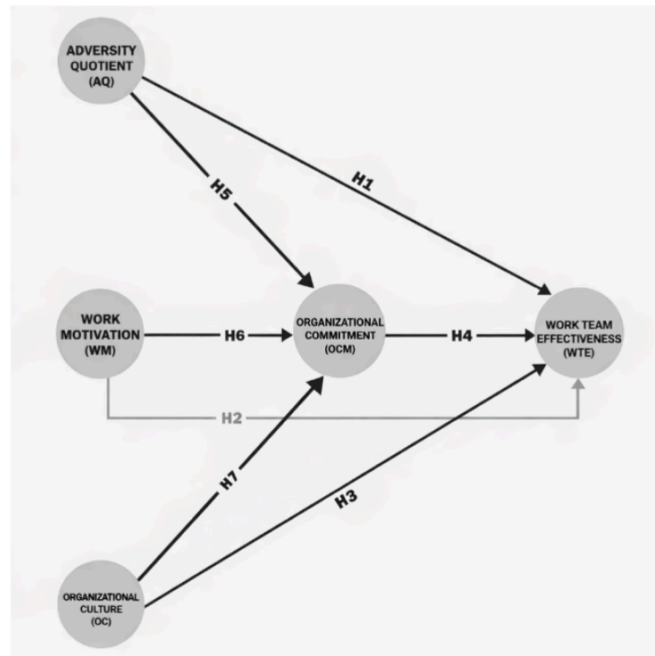 ADVERSITY
QUOTIENT
(AQ)
H1
H5
WORK
MOTIVATION
(WM)
H6
ORGANIZATIONAL
COMMITMENT
(OCM)
H4
WORK TEAM
EFFECTIVENESS
(WTE)
H2
H7
H3
ORGANIZATIONAL
CULTURE
(OC)